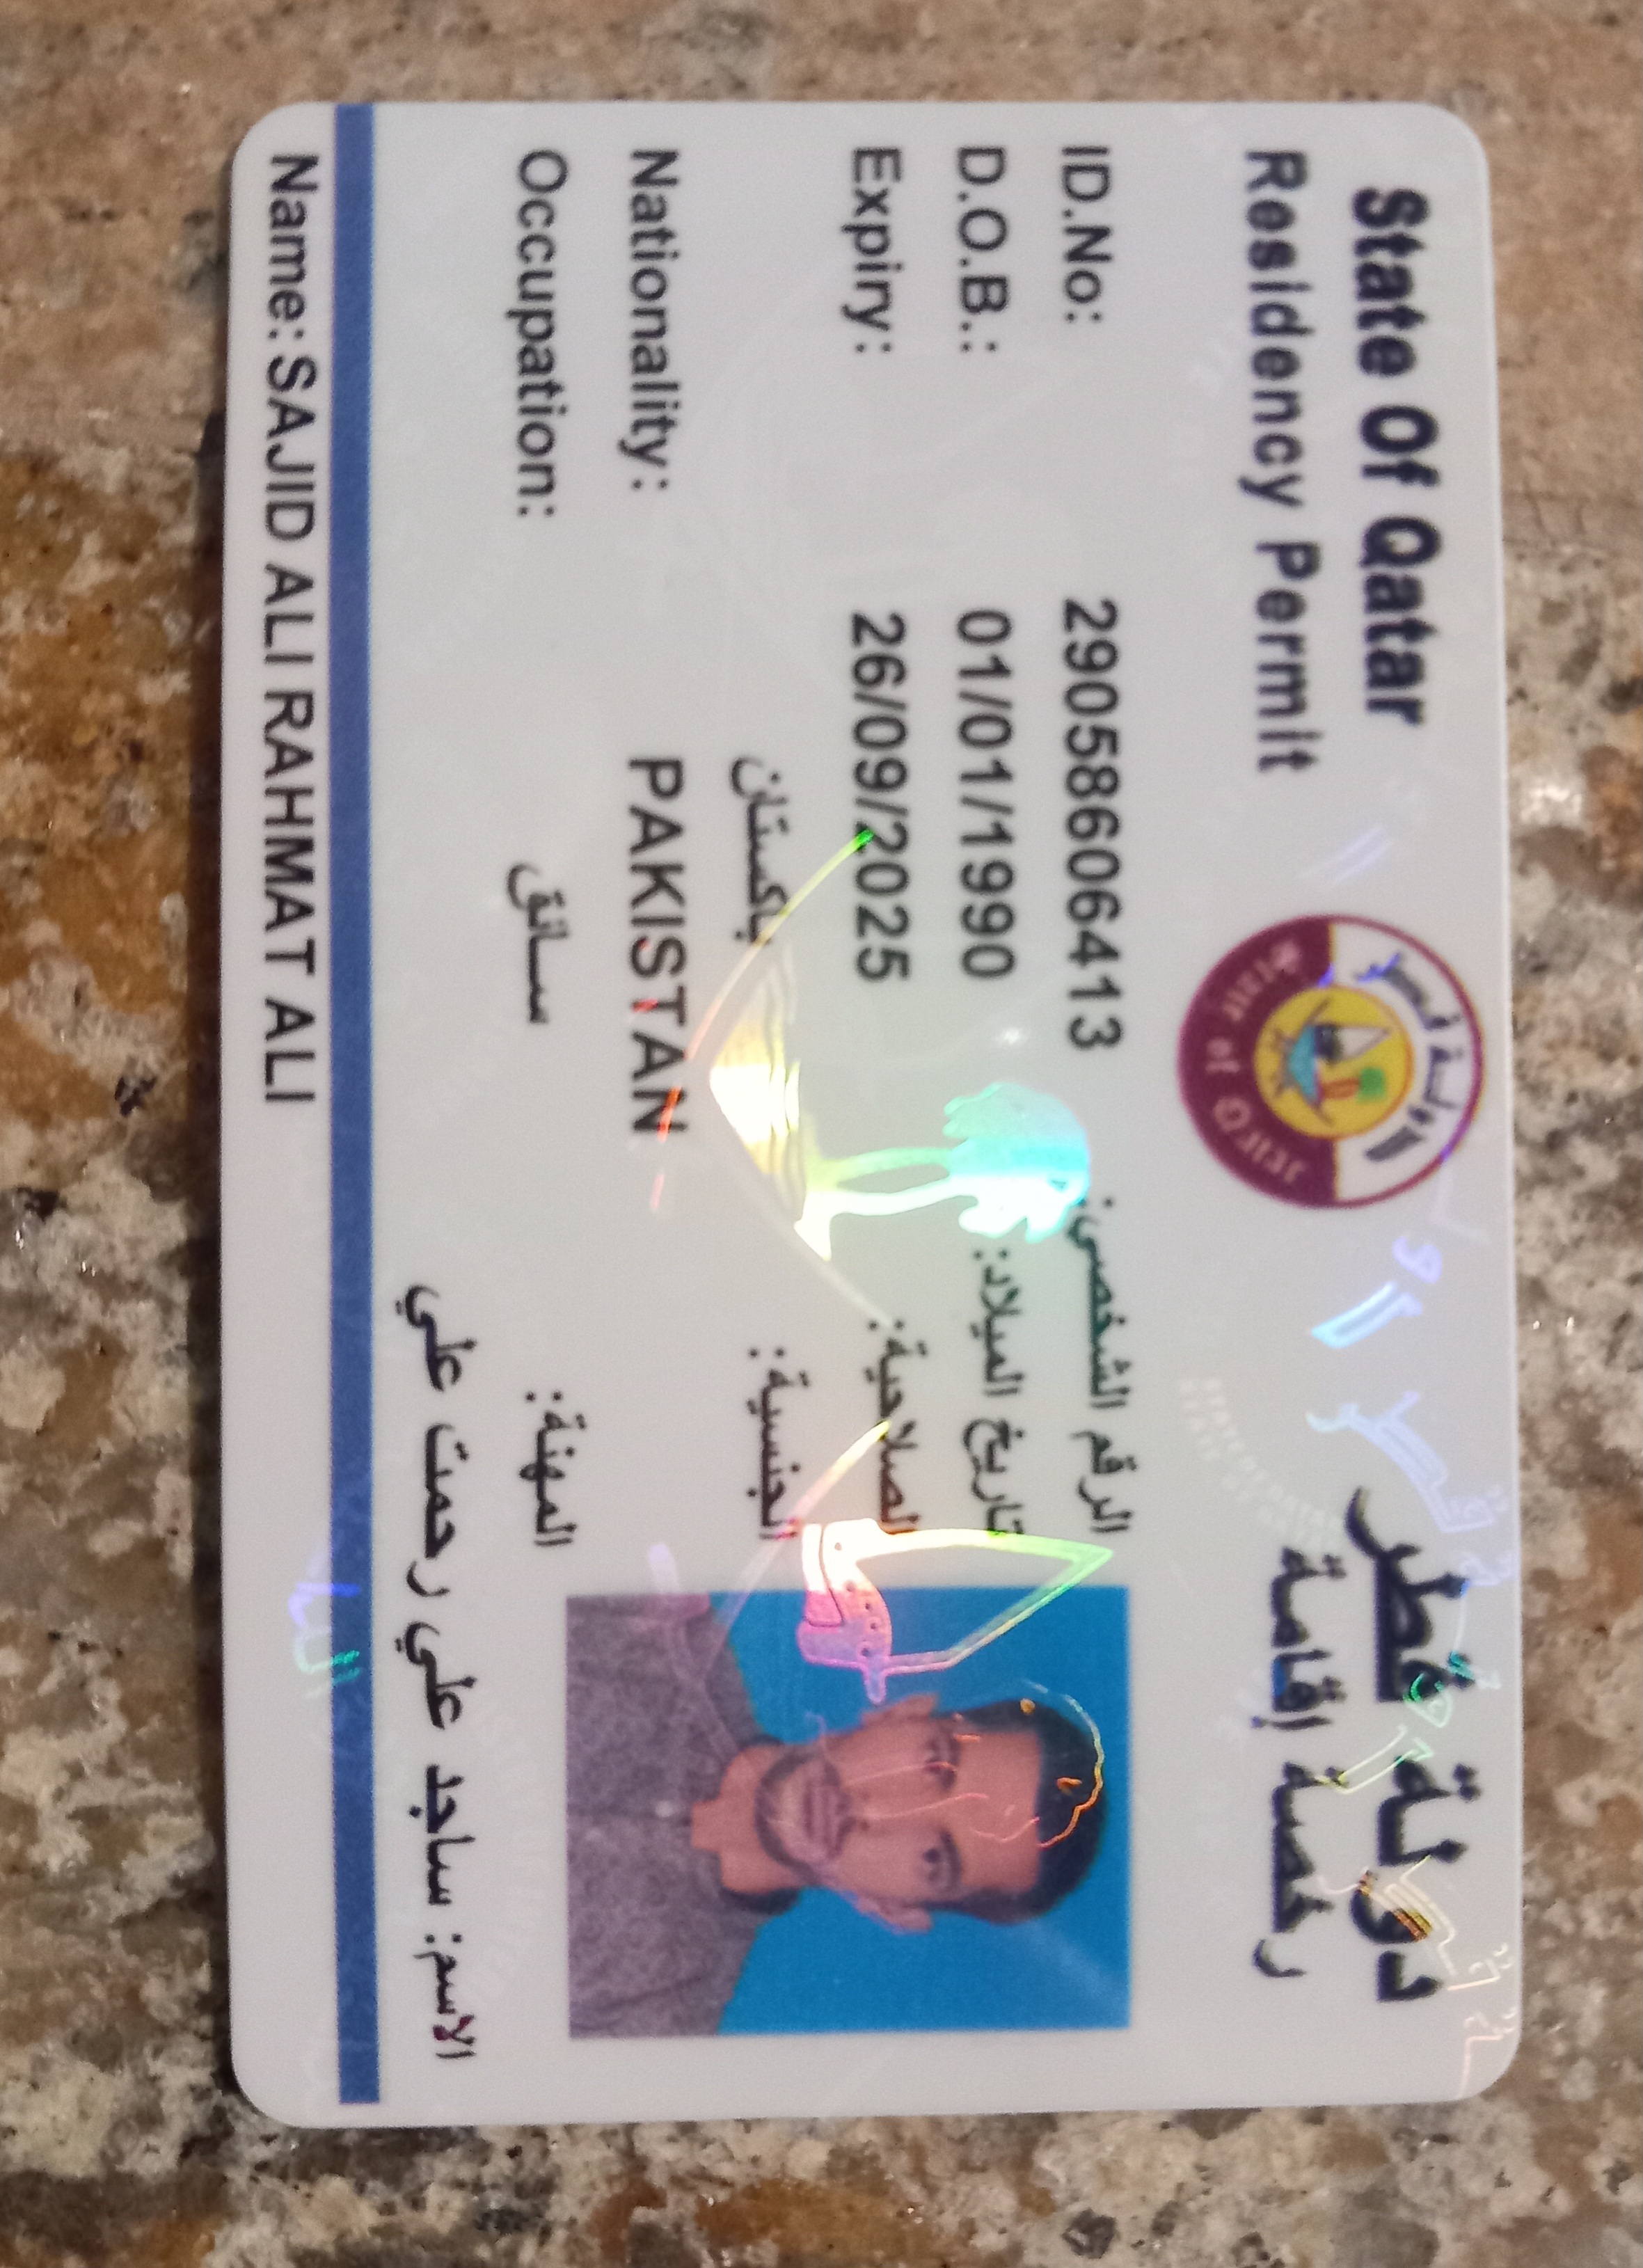 State Of Qatar دولة قطر
Residency Permit رخصة إقامة
دولة قطر
State of Qatar
ID.No: 29058606413 الرقم الشخصي:
D.O.B.: 01/01/1990 تاريخ الميلاد:
Expiry: 26/09/2025 الصلاحية:
باكستان الجنسية:
Nationality: PAKISTAN
Occupation: سائق المهنة:
الاسم: ساجد علي رحمت علي
Name: SAJID ALI RAHMAT ALI